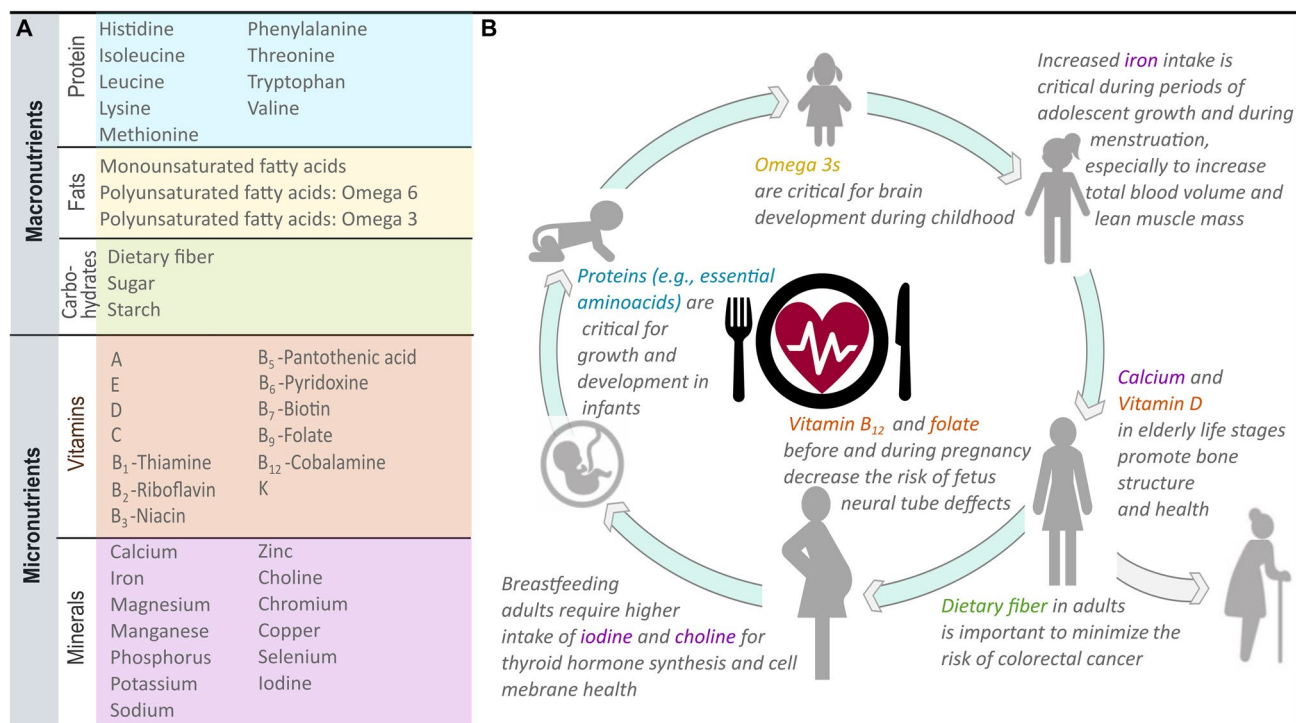 A
Macronutrients
Protein
Histidine
Isoleucine
Leucine
Lysine
Methionine
Phenylalanine
Threonine
Tryptophan
Valine
Fats
Monounsaturated fatty acids
Polyunsaturated fatty acids: Omega 6
Polyunsaturated fatty acids: Omega 3
Carbo-
hydrates
Dietary fiber
Sugar
Starch
Micronutrients
Vitamins
A
E
D
C
B₁-Thiamine
B₂-Riboflavin
B₃-Niacin
B₅-Pantothenic acid
B₆-Pyridoxine
B₇-Biotin
B₉-Folate
B₁₂-Cobalamine
K
Minerals
Calcium
Iron
Magnesium
Manganese
Phosphorus
Potassium
Sodium
Zinc
Choline
Chromium
Copper
Selenium
Iodine
B
Omega 3s
are critical for brain
development during childhood
Increased iron intake is
critical during periods of
adolescent growth and during
menstruation,
especially to increase
total blood volume and
lean muscle mass
Proteins (e.g., essential
aminoacids) are
critical for
growth and
development in
infants
Calcium and
Vitamin D
in elderly life stages
promote bone
structure
and health
Vitamin B₁₂ and folate
before and during pregnancy
decrease the risk of fetus
neural tube deffects
Breastfeeding
adults require higher
intake of iodine and choline for
thyroid hormone synthesis and cell
mebrane health
Dietary fiber in adults
is important to minimize the
risk of colorectal cancer